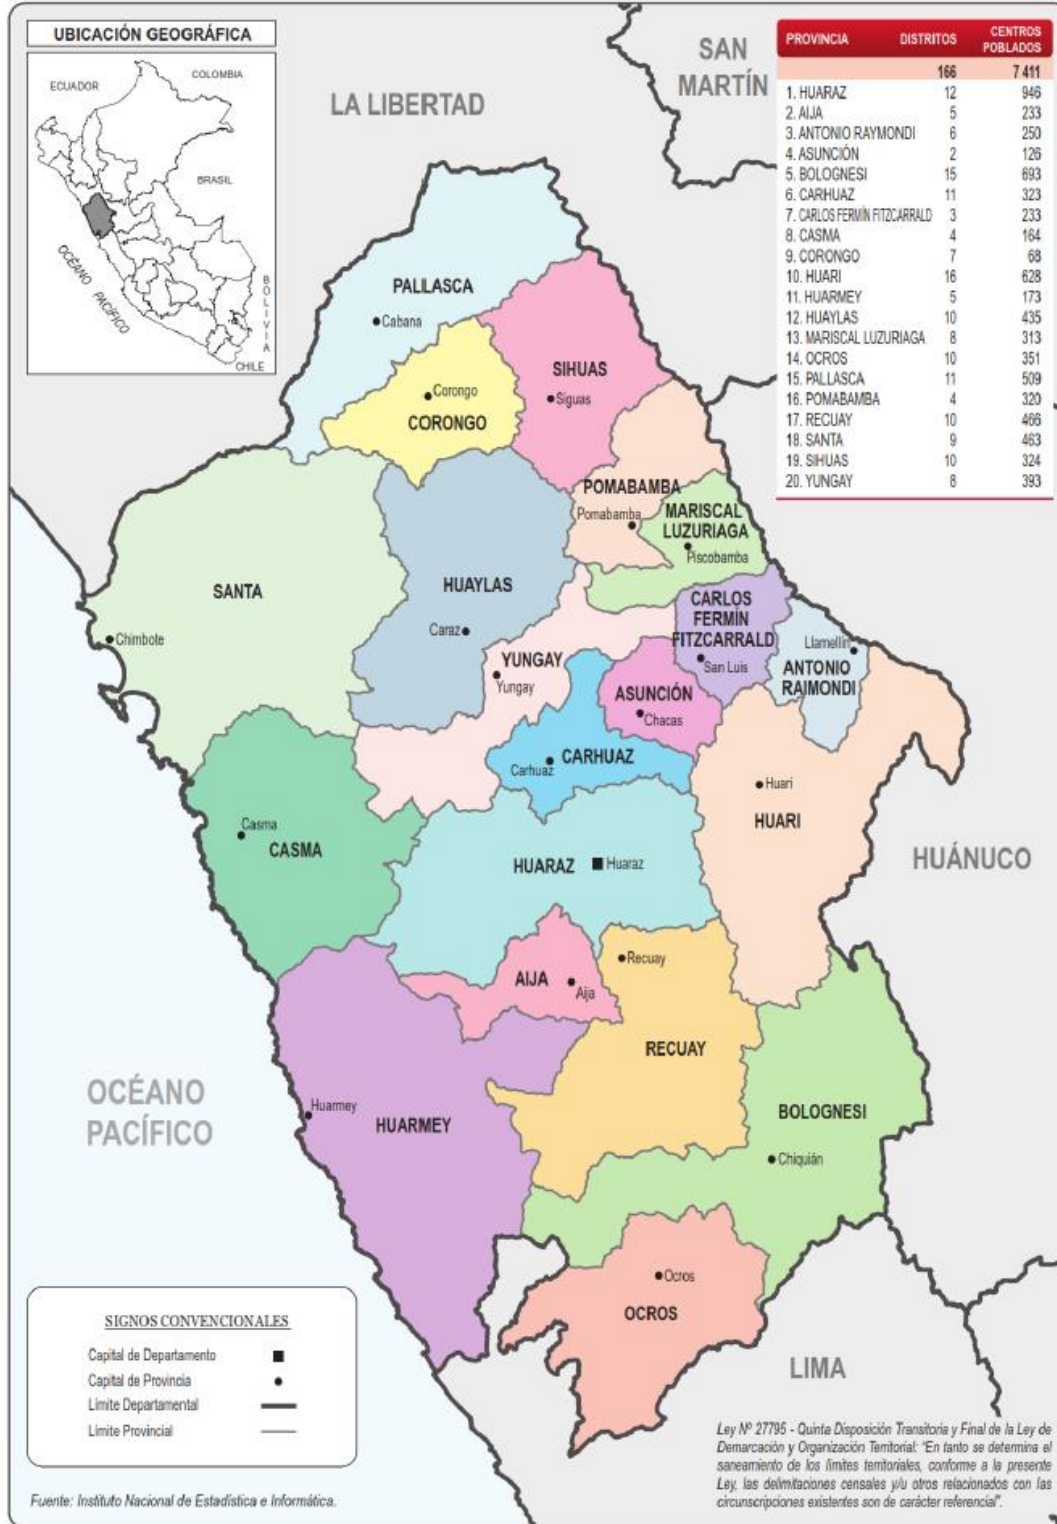 UBICACIÓN GEOGRÁFICA
COLOMBIA
ECUADOR
BRASIL
OCÉANO PACÍFICO
BOLIVIA
CHILE
PROVINCIA DISTRITOS CENTROS POBLADOS
166 7 411
1. HUARAZ 12 946
2. AIJA 5 233
3. ANTONIO RAYMONDI 6 250
4. ASUNCIÓN 2 126
5. BOLOGNESI 15 693
6. CARHUAZ 11 323
7. CARLOS FERMÍN FITZCARRALD 3 233
8. CASMA 4 164
9. CORONGO 7 68
10. HUARI 16 628
11. HUARMEY 5 173
12. HUAYLAS 10 435
13. MARISCAL LUZURIAGA 8 313
14. OCROS 10 351
15. PALLASCA 11 509
16. POMABAMBA 4 320
17. RECUAY 10 466
18. SANTA 9 463
19. SIHUAS 10 324
20. YUNGAY 8 393
SAN
MARTÍN
LA LIBERTAD
PALLASCA
Cabana
SIHUAS
Siguas
Corongo
CORONGO
POMABAMBA
Pomabamba
MARISCAL
LUZURIAGA
Piscobamba
SANTA
Chimbote
HUAYLAS
Caraz
CARLOS
FERMÍN
FITZCARRALD
San Luis
Llamellín
ANTONIO
RAIMONDI
YUNGAY
Yungay
ASUNCIÓN
Chacas
CARHUAZ
Carhuaz
Huari
HUARI
Casma
CASMA
HUARAZ
Huaraz
HUÁNUCO
Recuay
AIJA
Aija
RECUAY
OCÉANO
PACÍFICO
Huarmey
HUARMEY
BOLOGNESI
Chiquián
Ocros
OCROS
LIMA
SIGNOS CONVENCIONALES
Capital de Departamento
Capital de Provincia
Límite Departamental
Límite Provincial
Fuente: Instituto Nacional de Estadística e Informática.
Ley Nº 27795 - Quinta Disposición Transitoria y Final de la Ley de
Demarcación y Organización Territorial: "En tanto se determina el
saneamiento de los límites territoriales, conforme a la presente
Ley, las delimitaciones censales y/u otros relacionados con las
circunscripciones existentes son de carácter referencial".